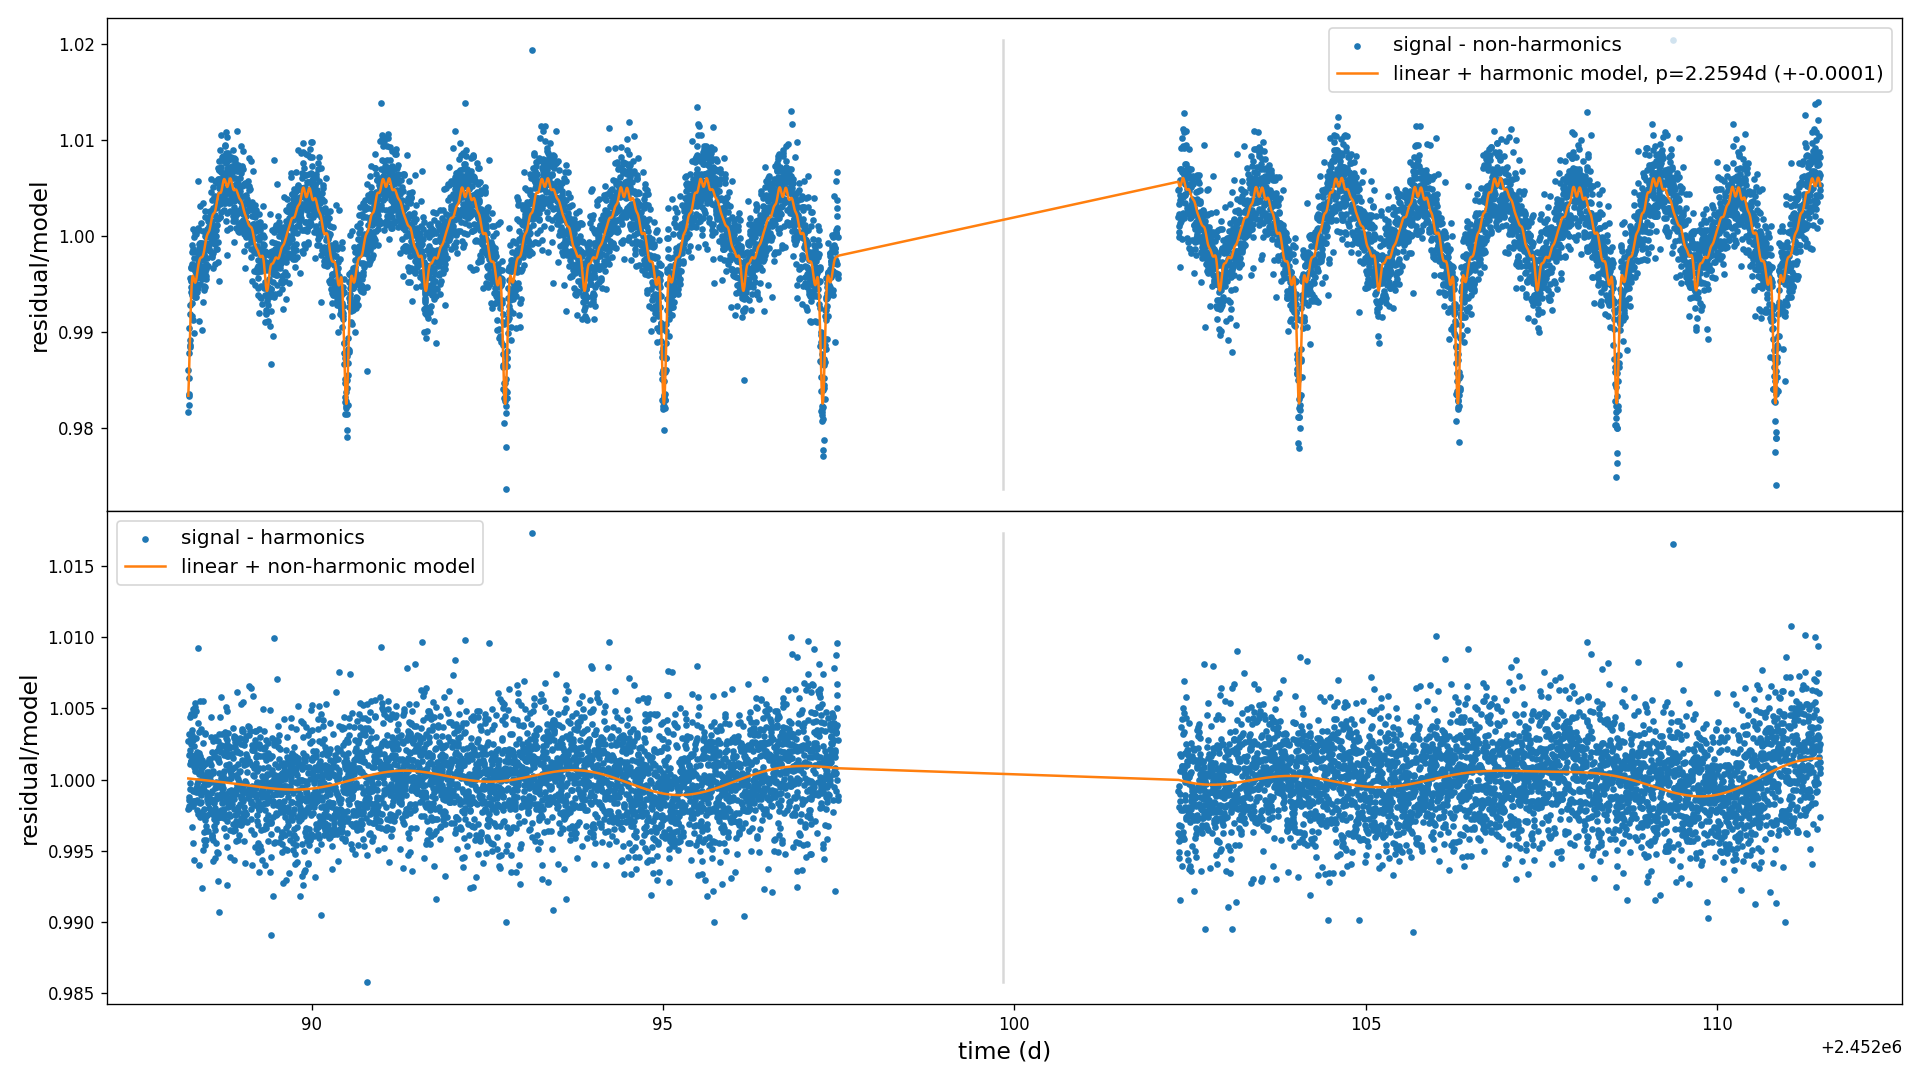 1.02
1.01
1.00
0.99
0.98
residual/model
signal - non-harmonics
linear + harmonic model, p=2.2594d (+-0.0001)
signal - harmonics
linear + non-harmonic model
1.015
1.010
1.005
1.000
0.995
0.990
0.985
residual/model
90
95
100
105
110
time (d)
+2.452e6